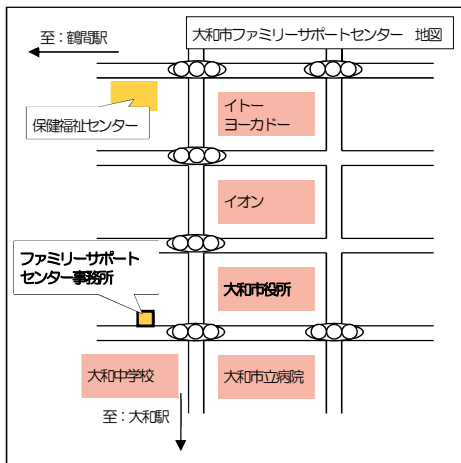 至：鶴間駅
大和市ファミリーサポートセンター　地図
保健福祉センター
イトー
ヨーカドー
イオン
ファミリーサポート
センター事務所
大和市役所
大和中学校
大和市立病院
至：大和駅